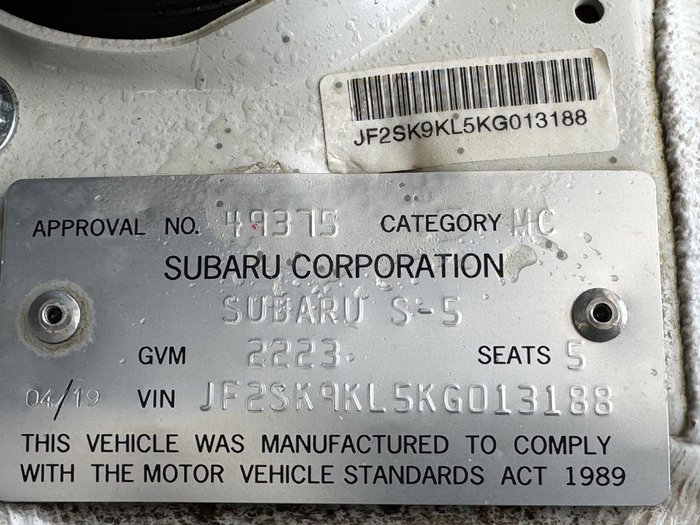 JF2SK9KL5KG013188
APPROVAL NO. 49375 CATEGORY MC
SUBARU CORPORATION
SUBARU S-5
GVM 2223 SEATS 5
04/19 VIN JF2SK9KL5KG013188
THIS VEHICLE WAS MANUFACTURED TO COMPLY
WITH THE MOTOR VEHICLE STANDARDS ACT 1989